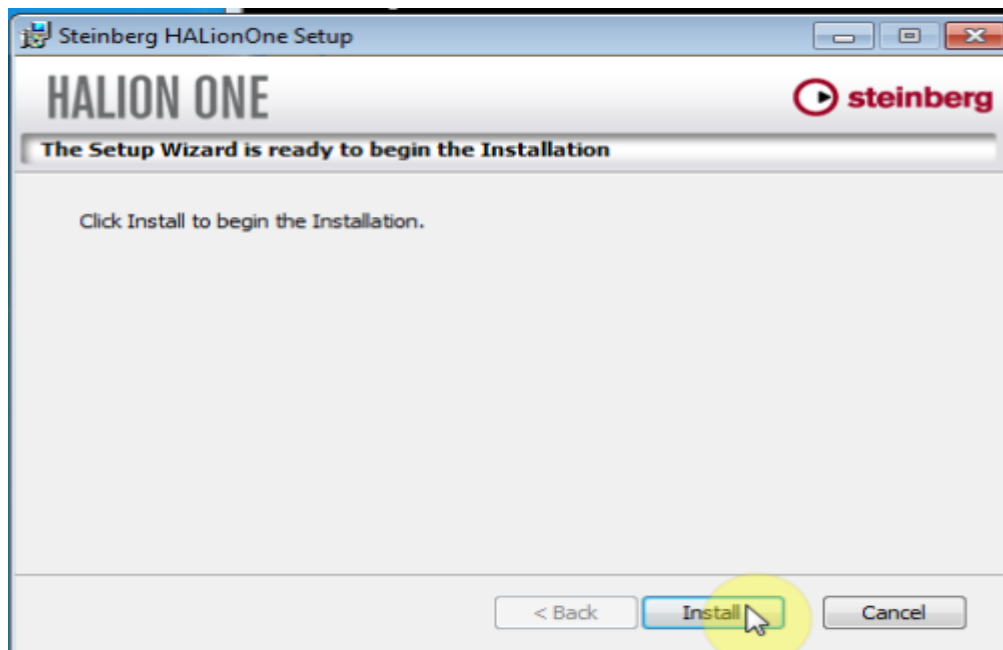 Steinberg HALionOne Setup
HALION ONE
steinberg
The Setup Wizard is ready to begin the Installation
Click Install to begin the Installation.
< Back
Install
Cancel